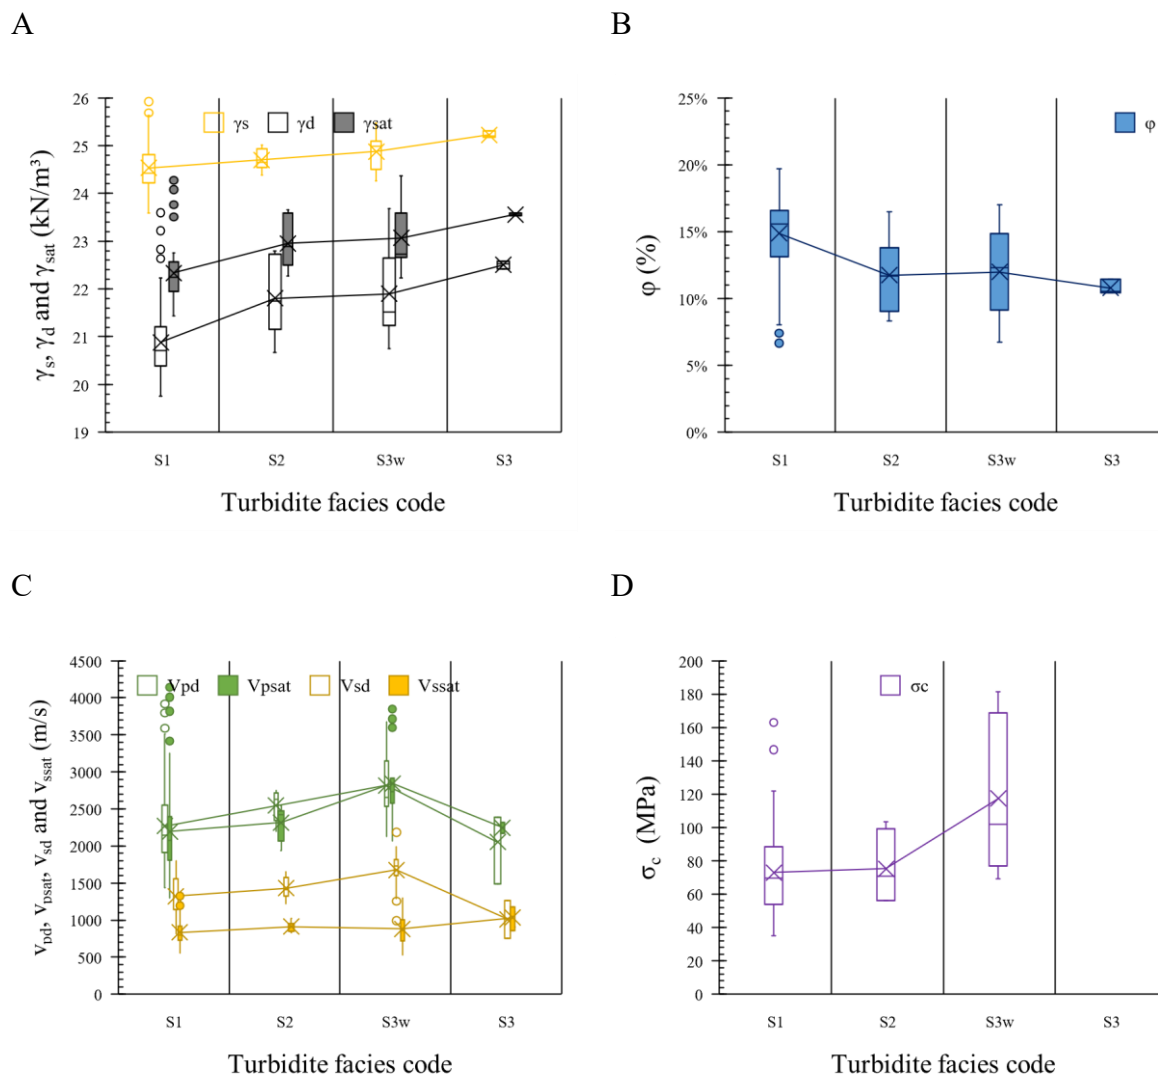 A
B
γs γd γsat
γs, γd and γsat (kN/m³)
26
25
24
23
22
21
20
19
S1 S2 S3w S3
Turbidite facies code
φ
φ (%)
25%
20%
15%
10%
5%
0%
S1 S2 S3w S3
Turbidite facies code
C
D
Vpd Vpsat Vsd Vssat
vpd, vpsat, vsd and vssat (m/s)
4500
4000
3500
3000
2500
2000
1500
1000
500
0
S1 S2 S3w S3
Turbidite facies code
σc
σc (MPa)
200
180
160
140
120
100
80
60
40
20
0
S1 S2 S3w S3
Turbidite facies code